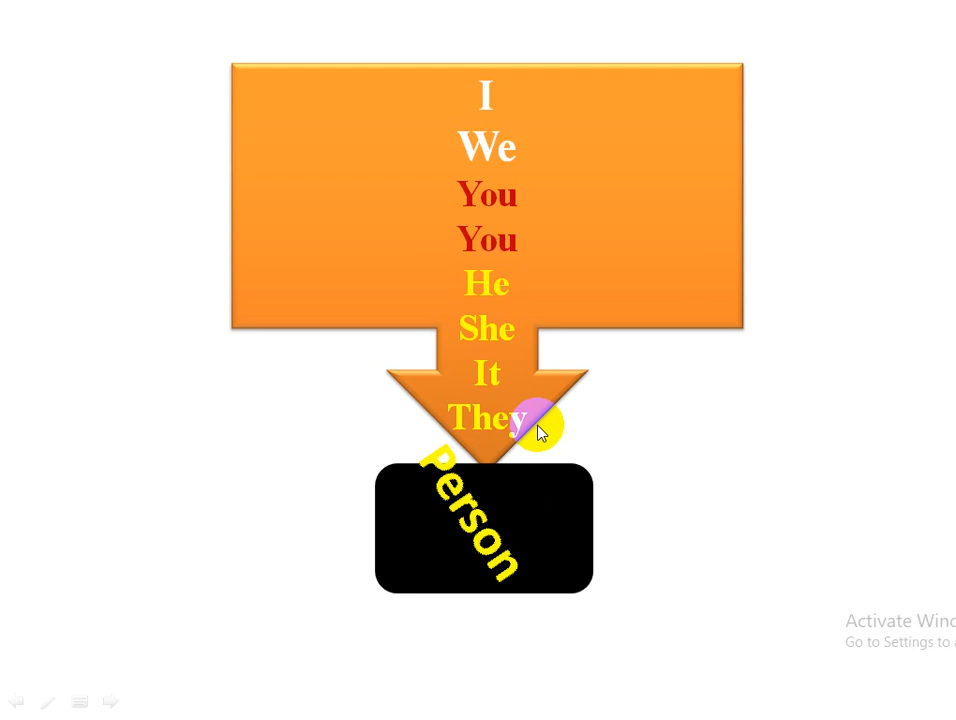 I
We
You
You
He
She
It
They
Person
Activate Wind
Go to Settings to a